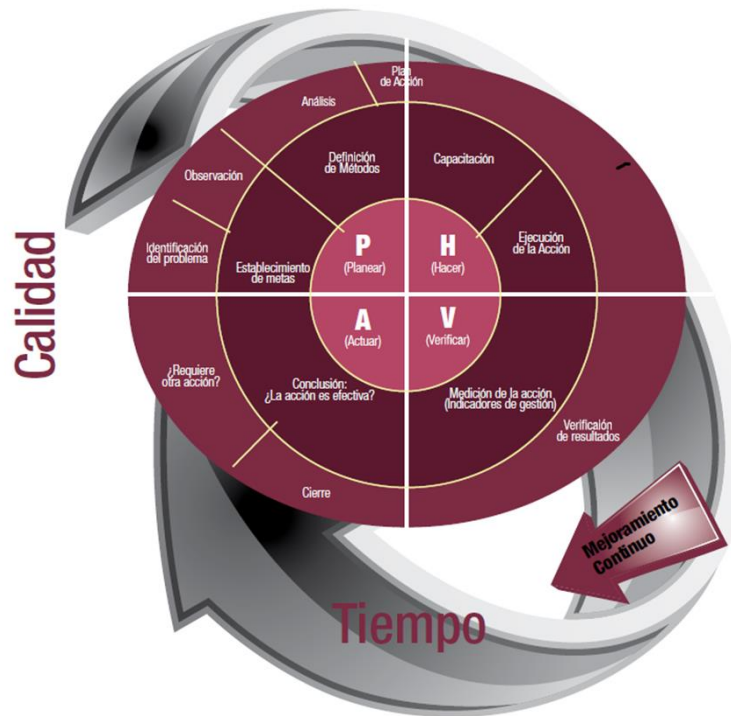 Plan
de Acción
Análisis
Observación
Identificación
del problema
Definición
de Métodos
Establecimiento
de metas
P
(Planear)
Capacitación
H
(Hacer)
Ejecución
de la Acción
A
(Actuar)
¿Requiere
otra acción?
Conclusión:
¿La acción es efectiva?
Cierre
V
(Verificar)
Medición de la acción
(Indicadores de gestión)
Verificaión
de resultados
Calidad
Mejoramiento
Continuo
Tiempo